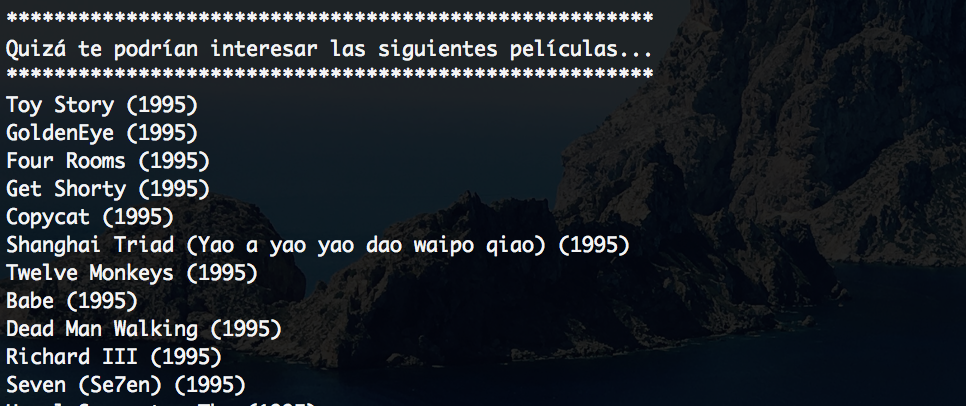 ******************************************************
Quizá te podrían interesar las siguientes películas...
******************************************************
Toy Story (1995)
GoldenEye (1995)
Four Rooms (1995)
Get Shorty (1995)
Copycat (1995)
Shanghai Triad (Yao a yao yao dao waipo qiao) (1995)
Twelve Monkeys (1995)
Babe (1995)
Dead Man Walking (1995)
Richard III (1995)
Seven (Se7en) (1995)